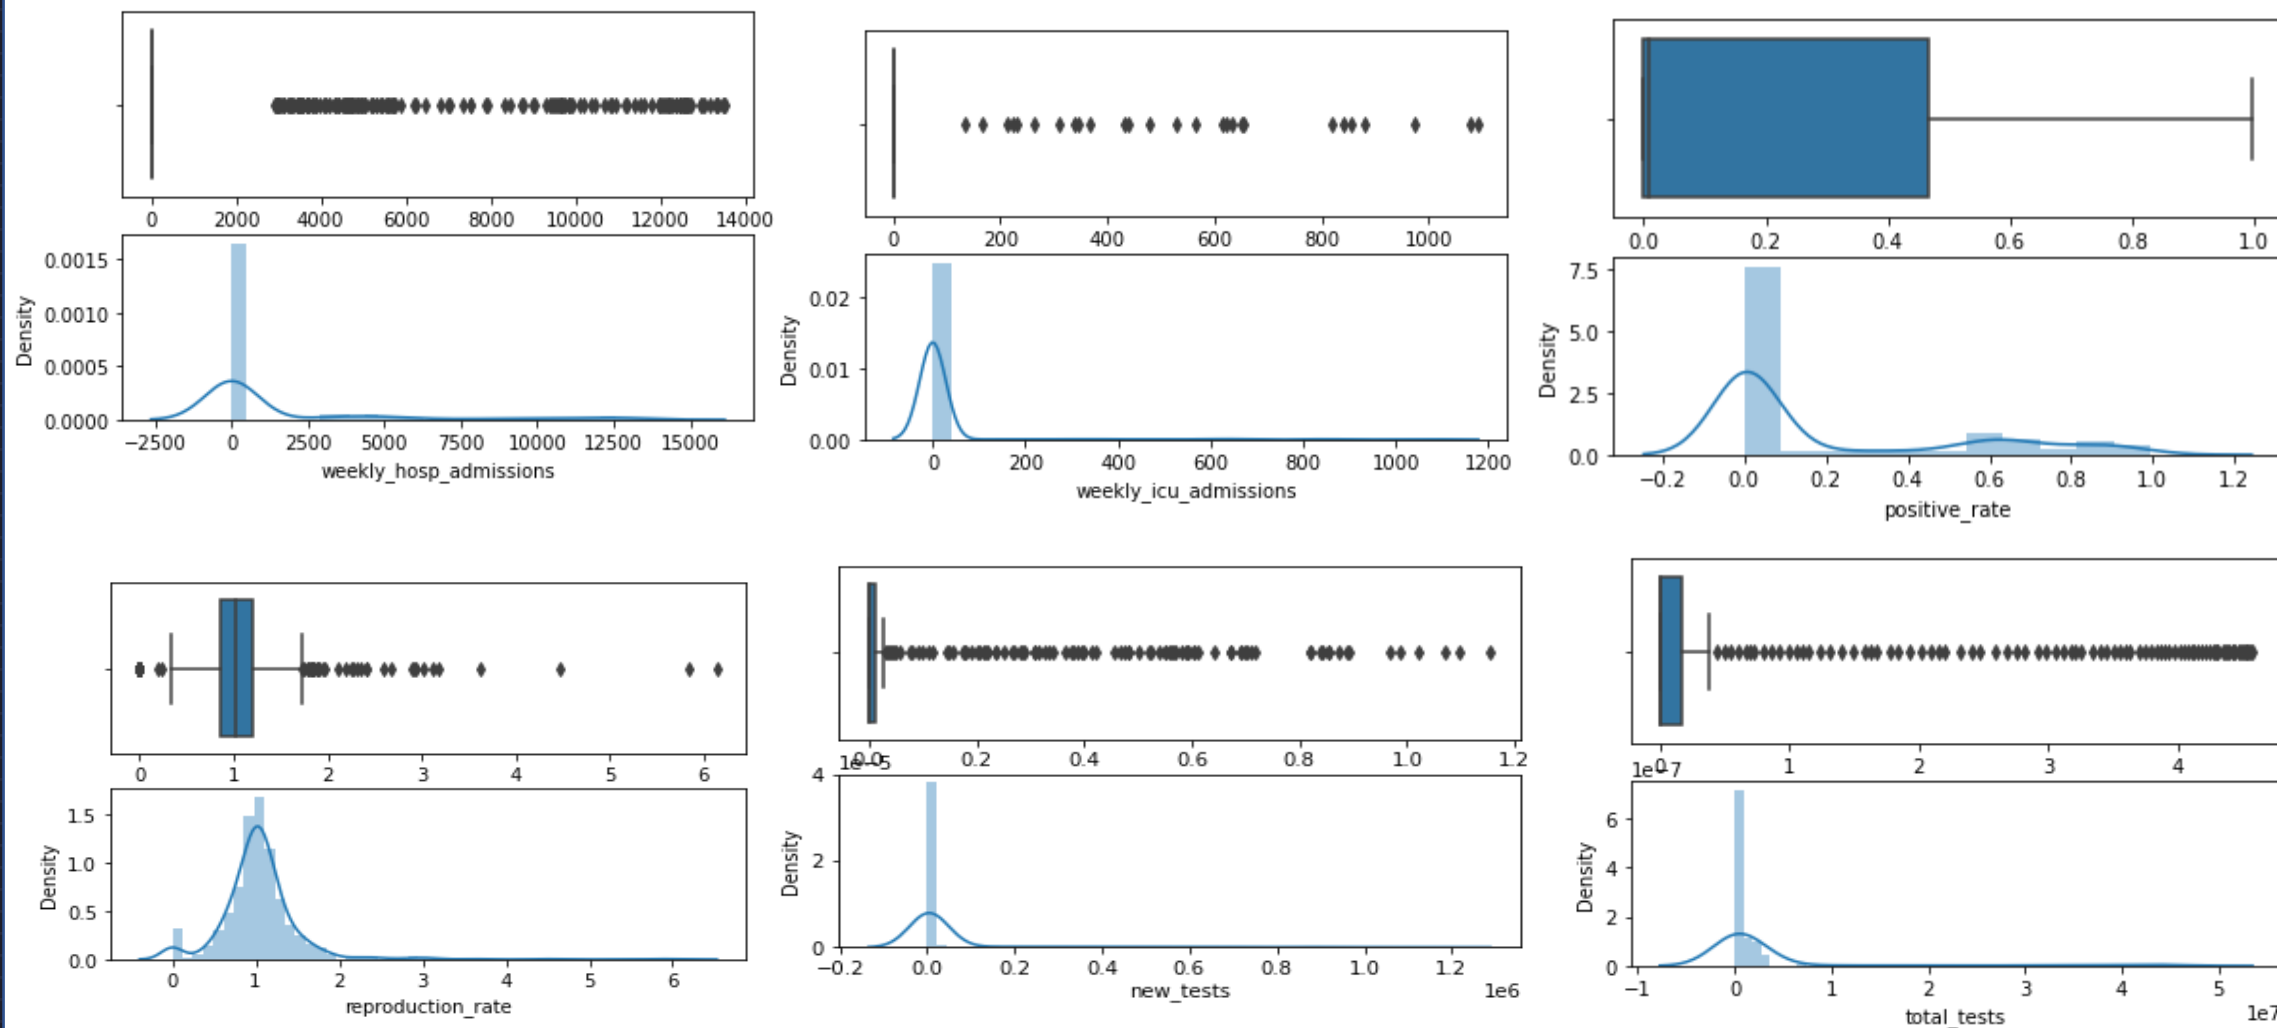 0 2000 4000 6000 8000 10000 12000 14000
0 200 400 600 800 1000
0.0 0.2 0.4 0.6 0.8 1.0
0.0015
0.0010
0.0005
0.0000
Density
−2500 0 2500 5000 7500 10000 12500 15000
weekly_hosp_admissions
0.02
0.01
0.00
Density
0 200 400 600 800 1000 1200
weekly_icu_admissions
7.5
5.0
2.5
0.0
Density
−0.2 0.0 0.2 0.4 0.6 0.8 1.0 1.2
positive_rate
0 1 2 3 4 5 6
0.0 0.2 0.4 0.6 0.8 1.0 1.2
0 1 2 3 4
1.5
1.0
0.5
0.0
Density
0 1 2 3 4 5 6
reproduction_rate
1e−5
4
2
0
Density
−0.2 0.0 0.2 0.4 0.6 0.8 1.0 1.2
new_tests
1e6
1e−7
6
4
2
0
Density
−1 0 1 2 3 4 5
total_tests
1e7